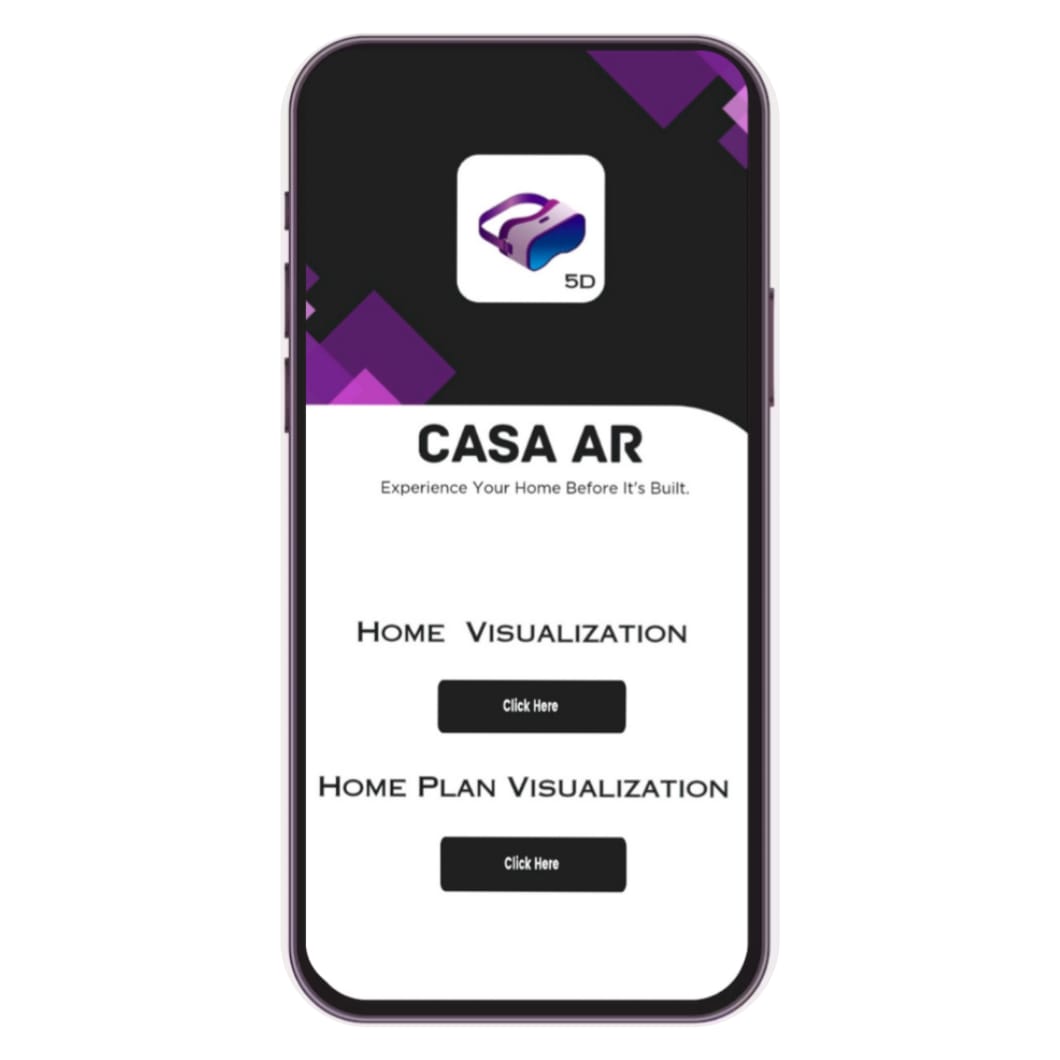 5D
CASA AR
Experience Your Home Before It's Built.
HOME VISUALIZATION
Click Here
HOME PLAN VISUALIZATION
Click Here